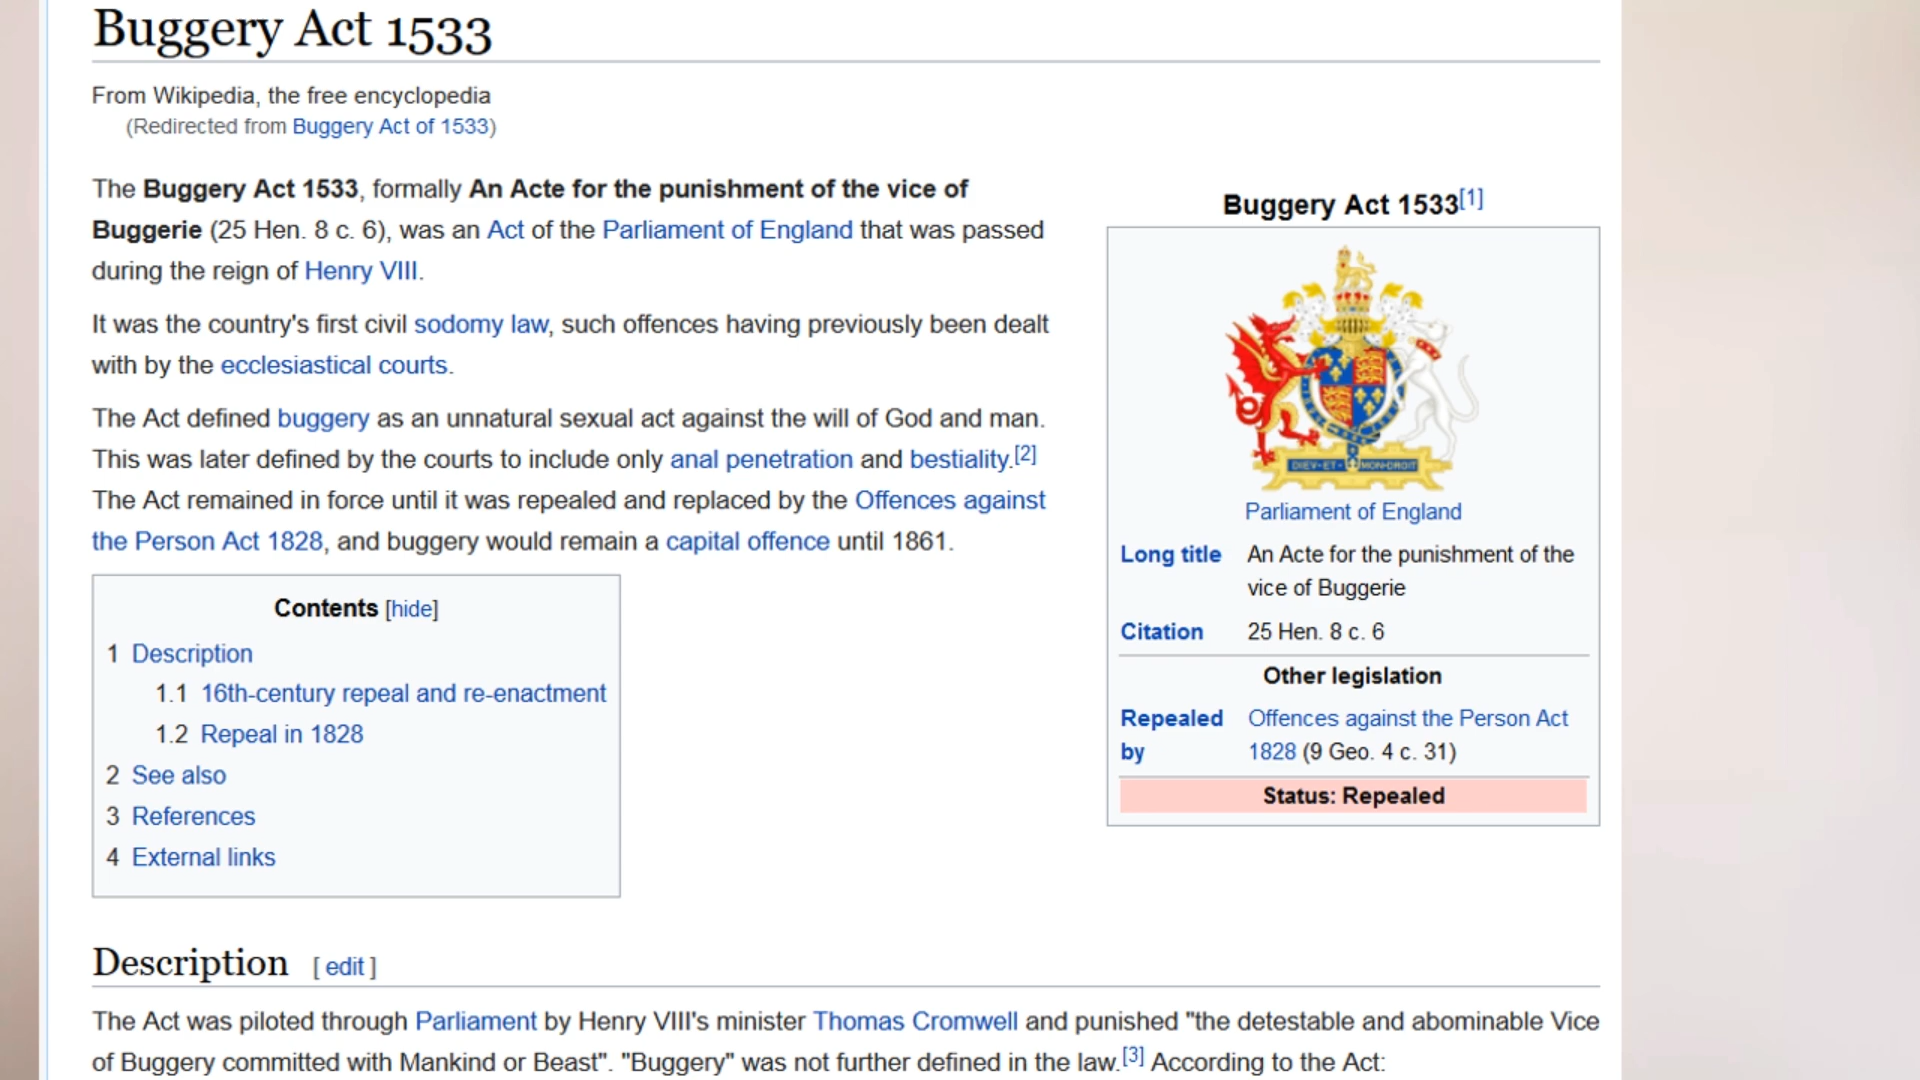 Buggery Act 1533
From Wikipedia, the free encyclopedia
(Redirected from Buggery Act of 1533)
The Buggery Act 1533, formally An Acte for the punishment of the vice of
Buggerie (25 Hen. 8 c. 6), was an Act of the Parliament of England that was passed
during the reign of Henry VIII.
It was the country's first civil sodomy law, such offences having previously been dealt
with by the ecclesiastical courts.
The Act defined buggery as an unnatural sexual act against the will of God and man.
This was later defined by the courts to include only anal penetration and bestiality.[2]
The Act remained in force until it was repealed and replaced by the Offences against
the Person Act 1828, and buggery would remain a capital offence until 1861.
Contents [hide]
1 Description
1.1 16th-century repeal and re-enactment
1.2 Repeal in 1828
2 See also
3 References
4 External links
Buggery Act 1533[1]
DIEV·ET· MON·DROIT
Parliament of England
Long title An Acte for the punishment of the
vice of Buggerie
Citation 25 Hen. 8 c. 6
Other legislation
Repealed Offences against the Person Act
by 1828 (9 Geo. 4 c. 31)
Status: Repealed
Description [ edit ]
The Act was piloted through Parliament by Henry VIII's minister Thomas Cromwell and punished "the detestable and abominable Vice
of Buggery committed with Mankind or Beast". "Buggery" was not further defined in the law.[3] According to the Act: